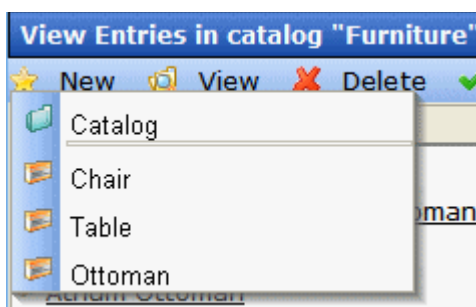 View Entries in catalog "Furniture"
New View Delete
Catalog
Chair
oman
Table
Ottoman
Atrium Ottoman